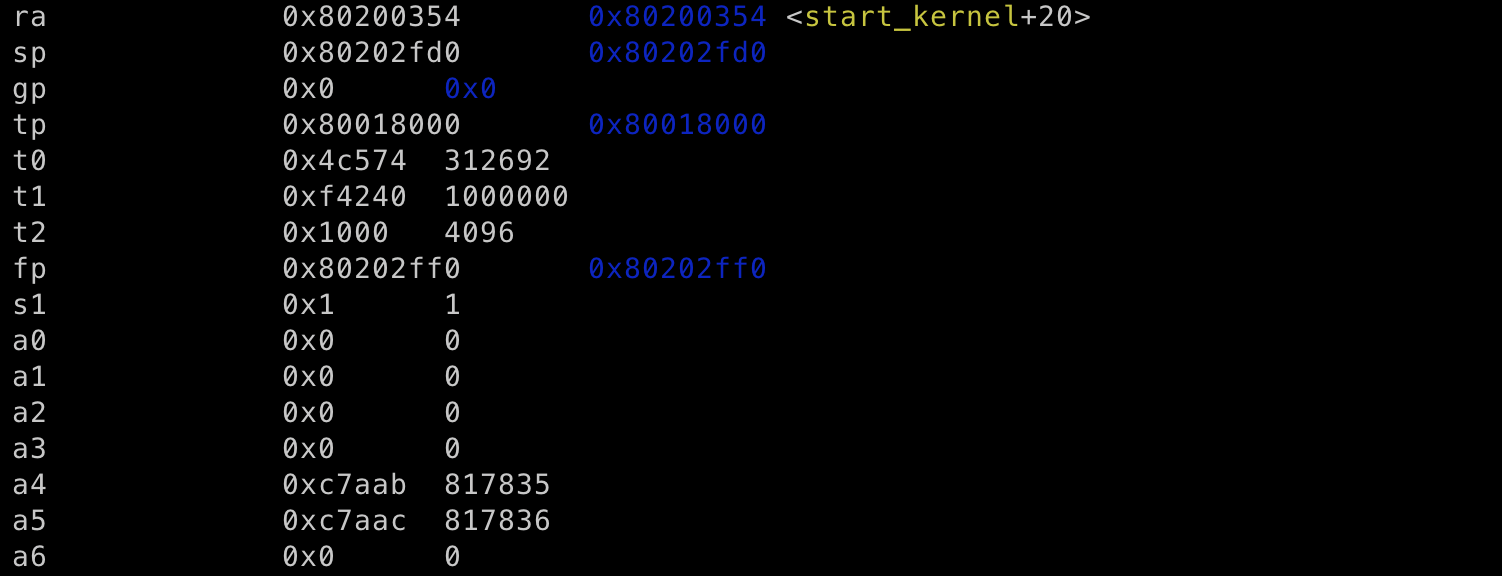 ra 0x80200354 0x80200354 <start_kernel+20>
sp 0x80202fd0 0x80202fd0
gp 0x0 0x0
tp 0x80018000 0x80018000
t0 0x4c574 312692
t1 0xf4240 1000000
t2 0x1000 4096
fp 0x80202ff0 0x80202ff0
s1 0x1 1
a0 0x0 0
a1 0x0 0
a2 0x0 0
a3 0x0 0
a4 0xc7aab 817835
a5 0xc7aac 817836
a6 0x0 0